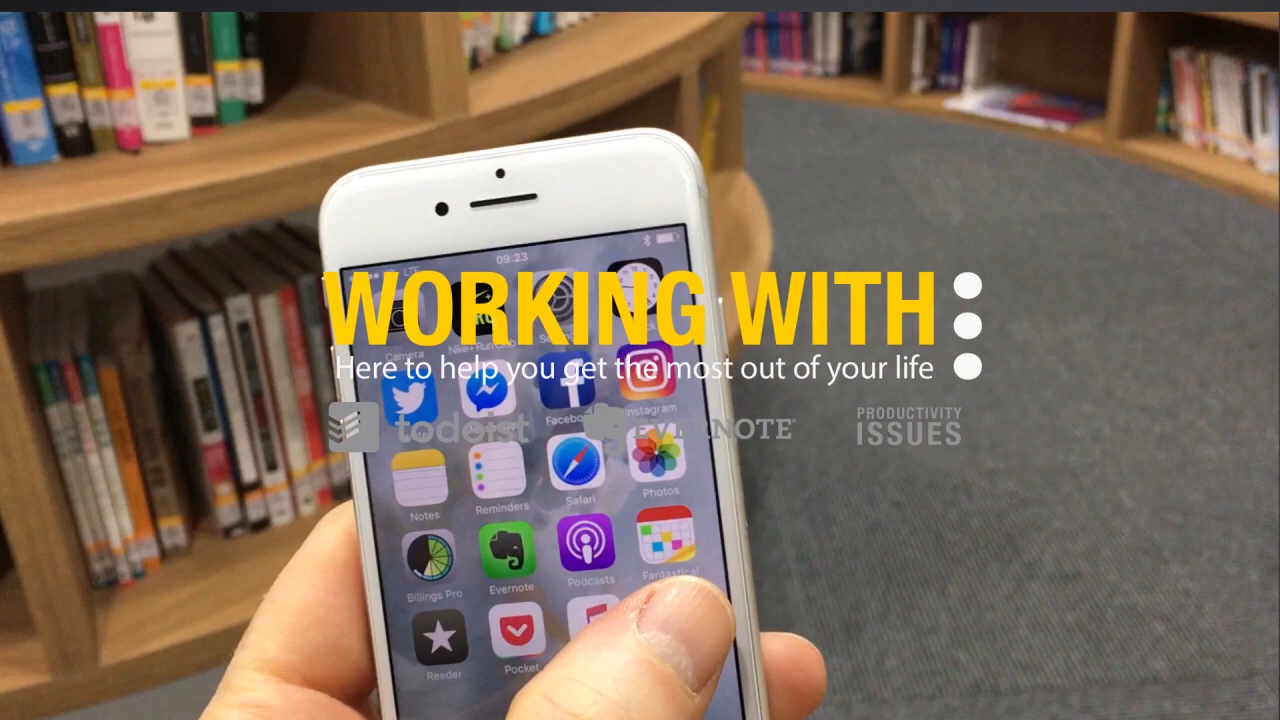 LTE
09:23
WORKING WITH
Camera
Here to help you get the most out of your life
Facebook
Instagram
todoist
EVERNOTE
PRODUCTIVITY
ISSUES
Notes
Reminders
Safari
Photos
Billings Pro
Evernote
Podcasts
Fantastical
Reeder
Pocket